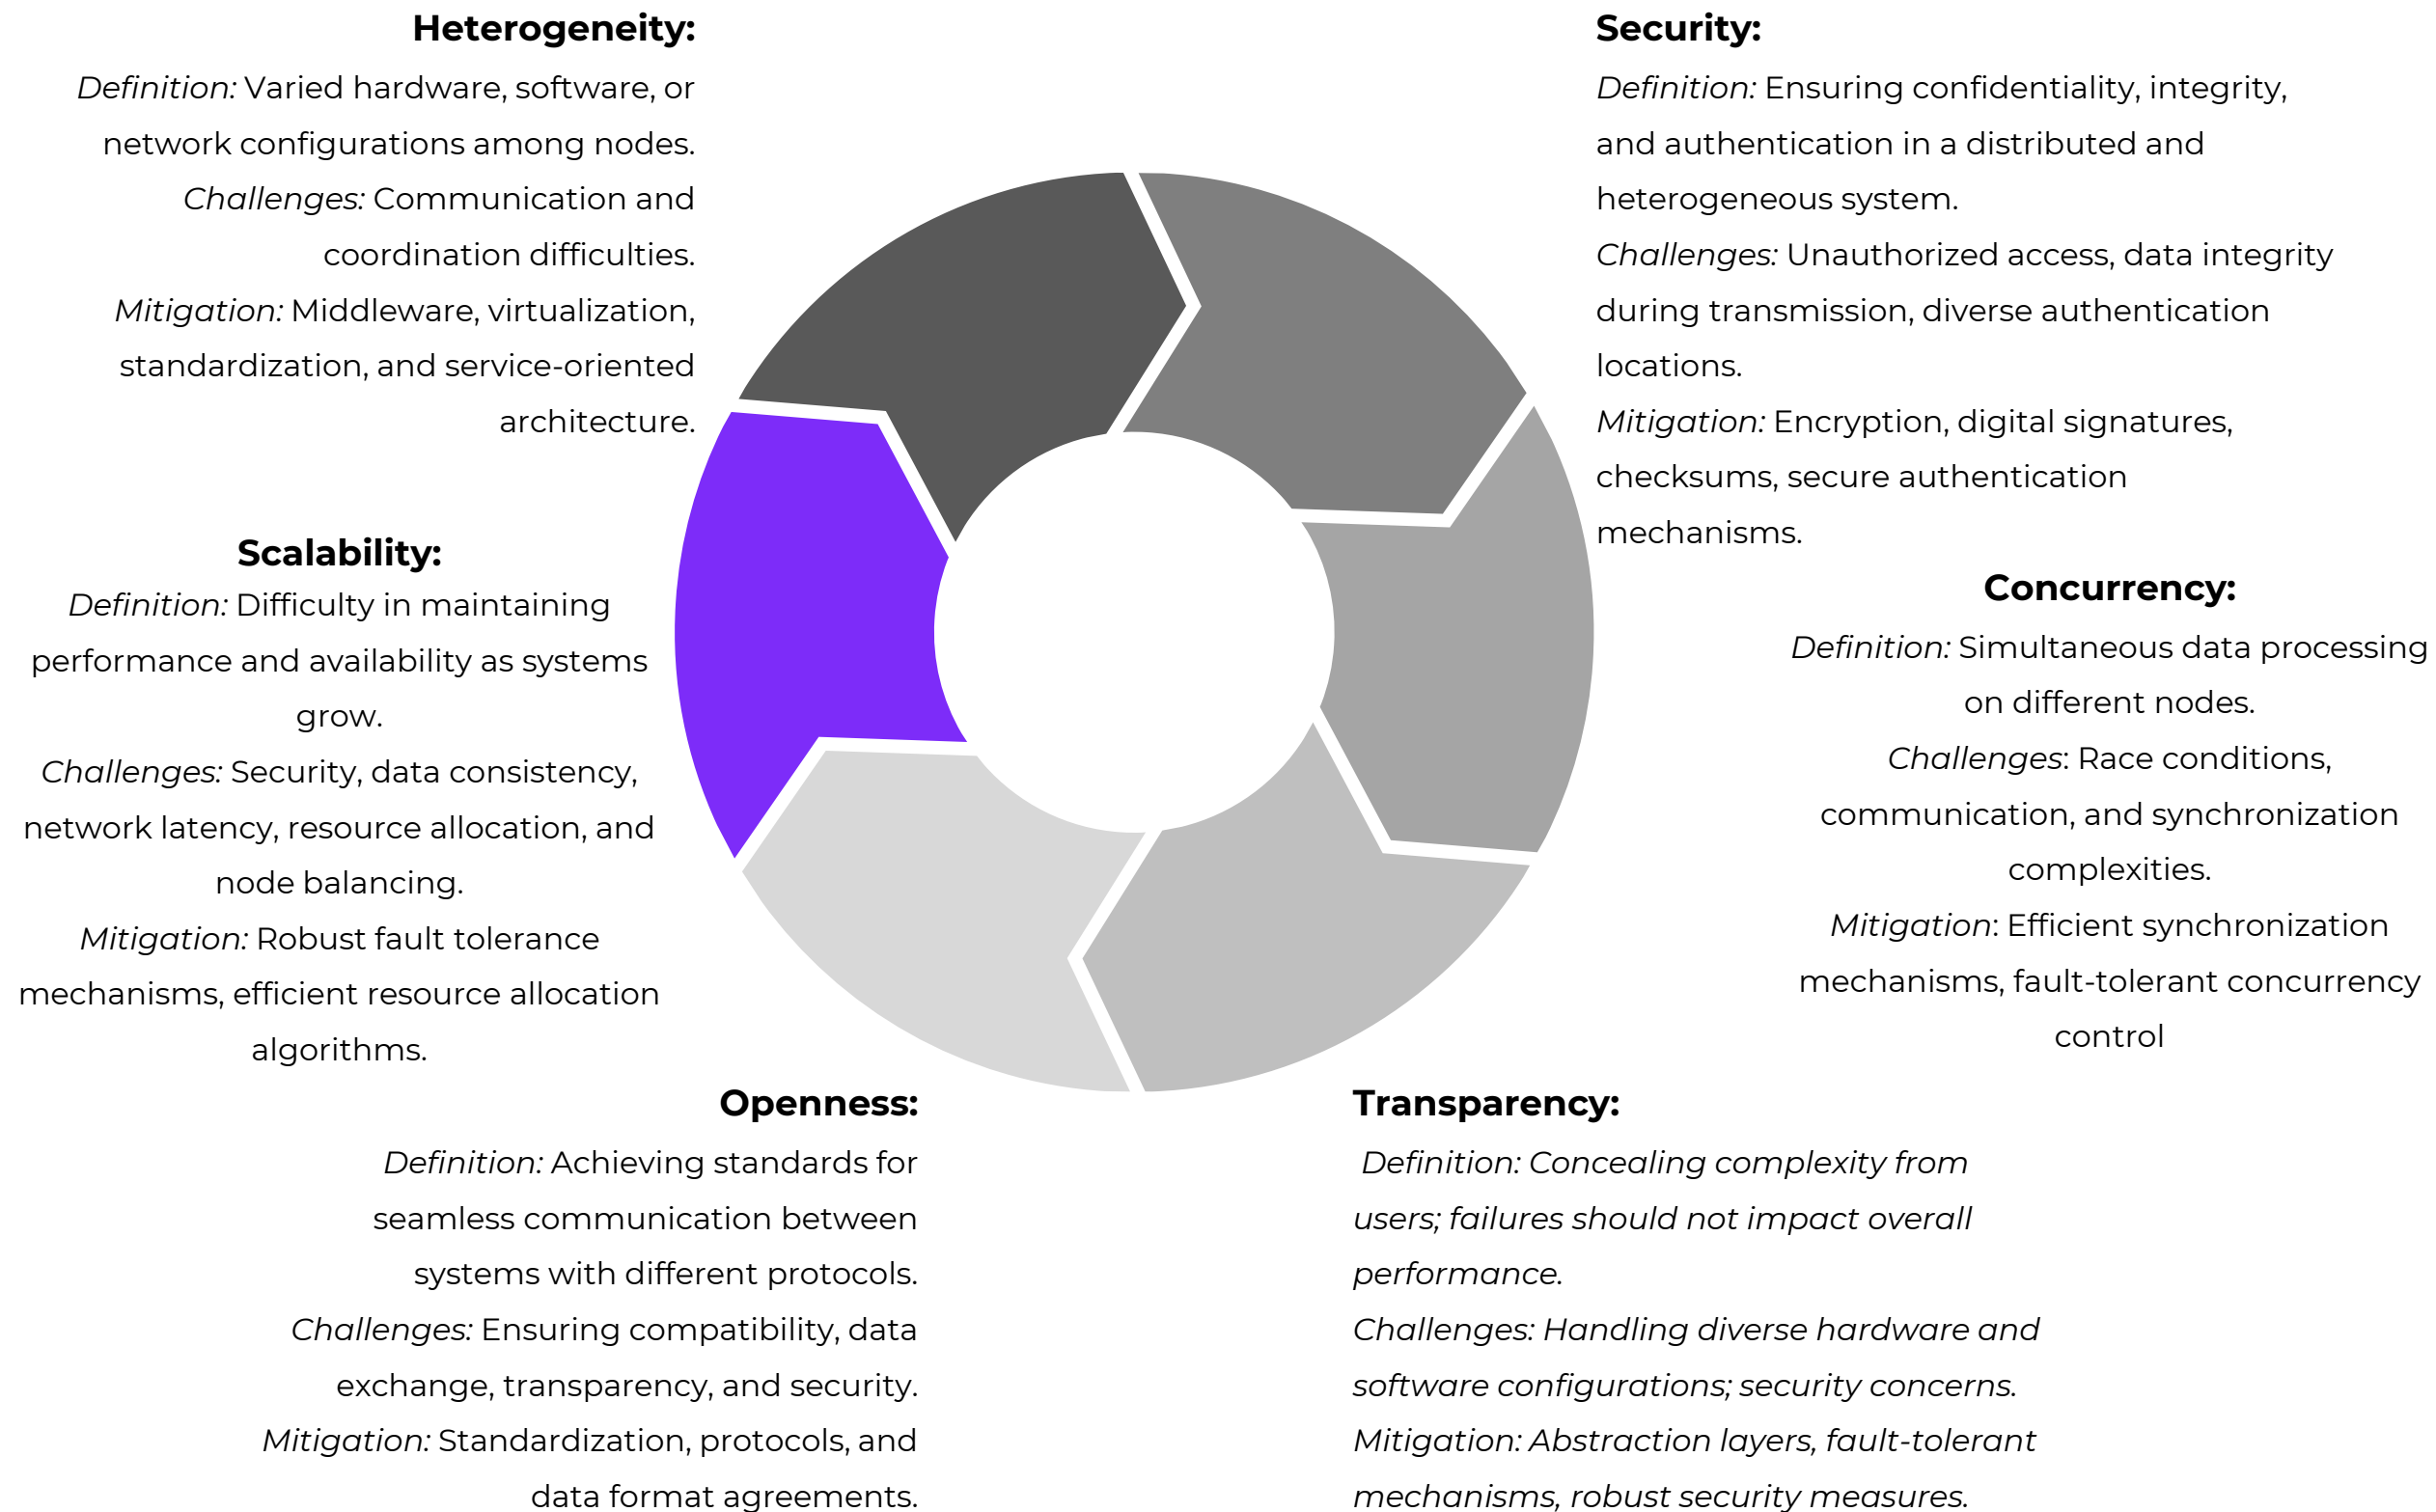 Heterogeneity:
Definition: Varied hardware, software, or
network configurations among nodes.
Challenges: Communication and
coordination difficulties.
Mitigation: Middleware, virtualization,
standardization, and service-oriented
architecture.
Security:
Definition: Ensuring confidentiality, integrity,
and authentication in a distributed and
heterogeneous system.
Challenges: Unauthorized access, data integrity
during transmission, diverse authentication
locations.
Mitigation: Encryption, digital signatures,
checksums, secure authentication
mechanisms.
Scalability:
Definition: Difficulty in maintaining
performance and availability as systems
grow.
Challenges: Security, data consistency,
network latency, resource allocation, and
node balancing.
Mitigation: Robust fault tolerance
mechanisms, efficient resource allocation
algorithms.
Concurrency:
Definition: Simultaneous data processing
on different nodes.
Challenges: Race conditions,
communication, and synchronization
complexities.
Mitigation: Efficient synchronization
mechanisms, fault-tolerant concurrency
control
Openness:
Definition: Achieving standards for
seamless communication between
systems with different protocols.
Challenges: Ensuring compatibility, data
exchange, transparency, and security.
Mitigation: Standardization, protocols, and
data format agreements.
Transparency:
Definition: Concealing complexity from
users; failures should not impact overall
performance.
Challenges: Handling diverse hardware and
software configurations; security concerns.
Mitigation: Abstraction layers, fault-tolerant
mechanisms, robust security measures.